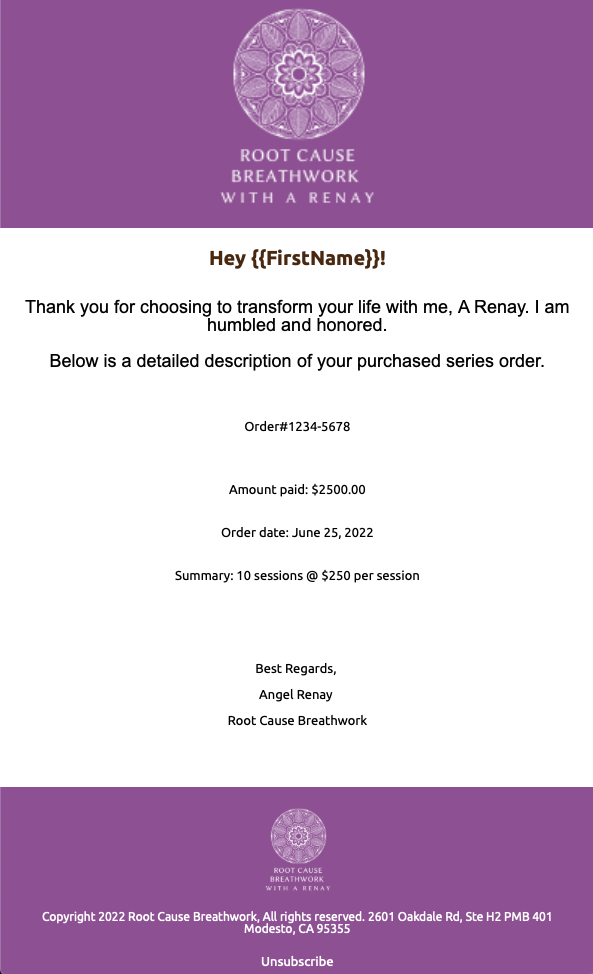 ROOT CAUSE
BREATHWORK
WITH A RENAY
Hey {{FirstName}}!
Thank you for choosing to transform your life with me, A Renay. I am
humbled and honored.
Below is a detailed description of your purchased series order.
Order#1234-5678
Amount paid: $2500.00
Order date: June 25, 2022
Summary: 10 sessions @ $250 per session
Best Regards,
Angel Renay
Root Cause Breathwork
ROOT CAUSE
BREATHWORK
WITH A RENAY
Copyright 2022 Root Cause Breathwork, All rights reserved. 2601 Oakdale Rd, Ste H2 PMB 401
Modesto, CA 95355
Unsubscribe